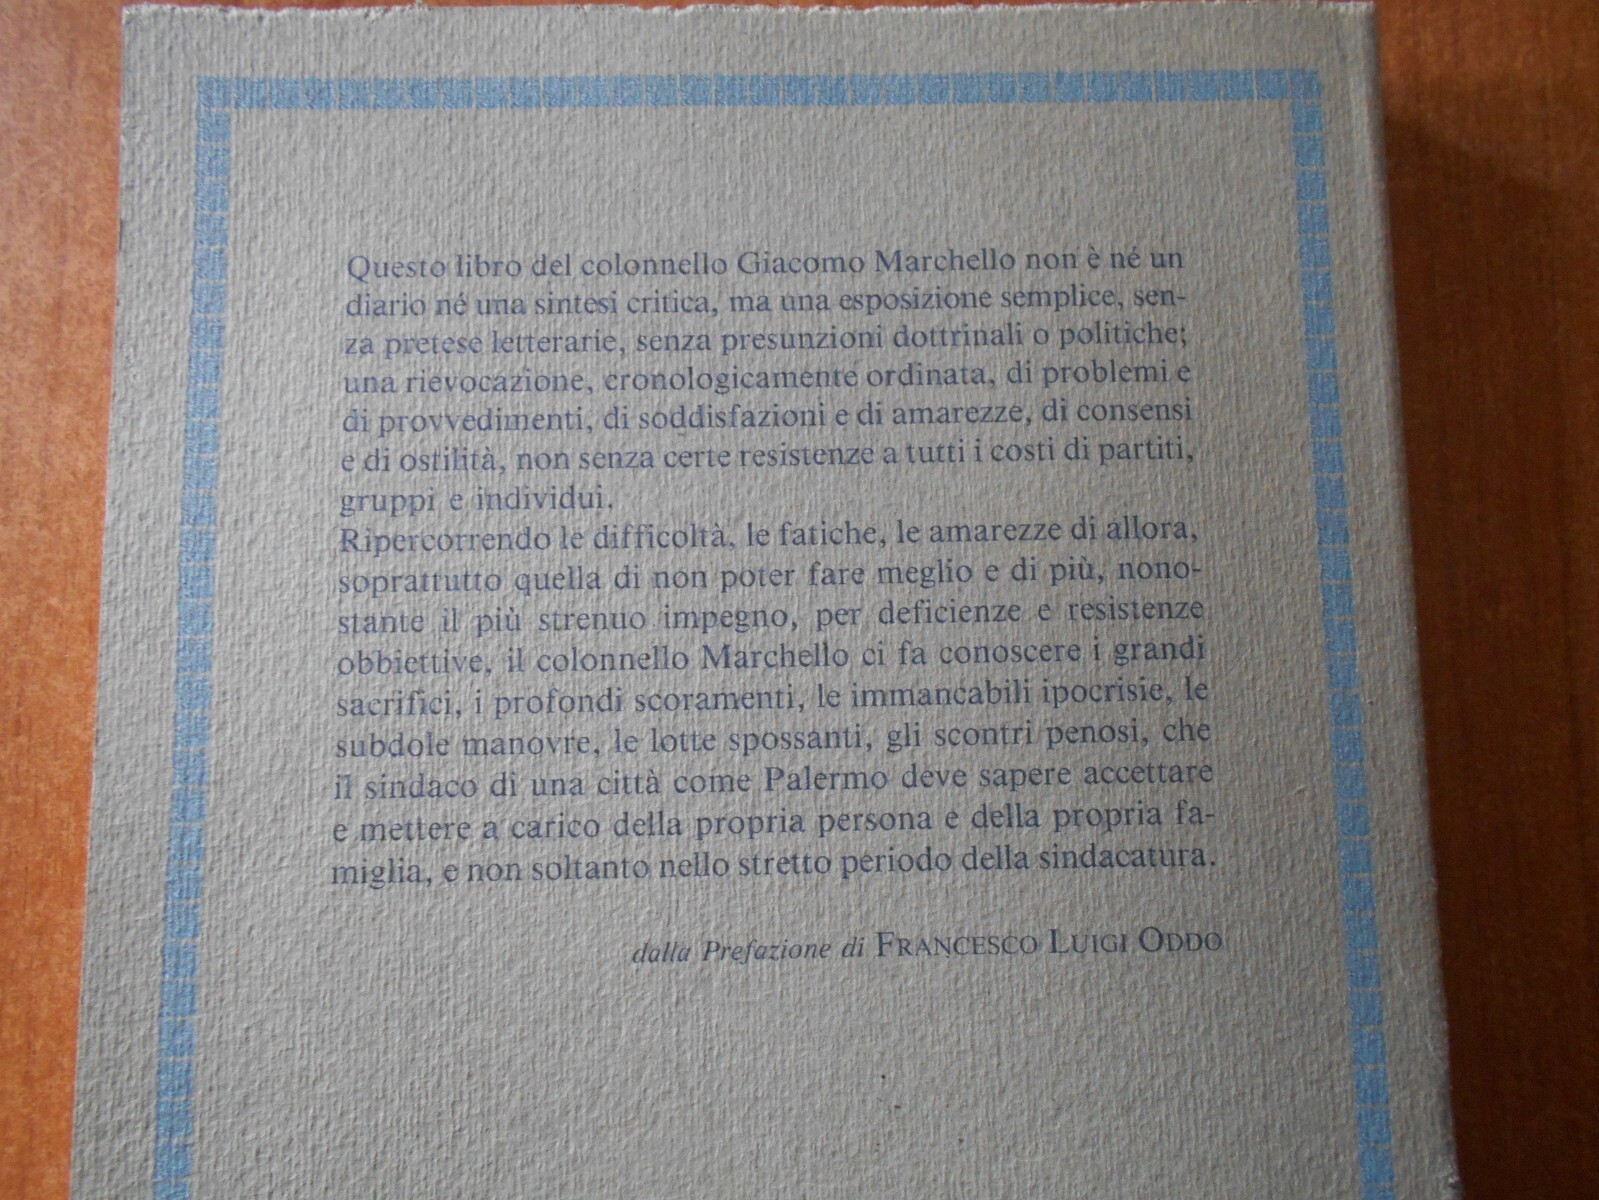 Questo libro del colonnello Giacomo Marchello non è né un
diario né una sintesi critica, ma una esposizione semplice, sen-
za pretese letterarie, senza presunzioni dottrinali o politiche;
una rievocazione, cronologicamente ordinata, di problemi e
di provvedimenti, di soddisfazioni e di amarezze, di consensi
e di ostilità, non senza certe resistenze a tutti i costi di partiti,
gruppi e individui.
Ripercorrendo le difficoltà, le fatiche, le amarezze di allora,
soprattutto quella di non poter fare meglio e di più, nono-
stante il più strenuo impegno, per deficienze e resistenze
obbiettive, il colonnello Marchello ci fa conoscere i grandi
sacrifici, i profondi scoramenti, le immancabili ipocrisie, le
subdole manovre, le lotte spossanti, gli scontri penosi, che
il sindaco di una città come Palermo deve sapere accettare
e mettere a carico della propria persona e della propria fa-
miglia, e non soltanto nello stretto periodo della sindacatura.
dalla Prefazione di FRANCESCO LUIGI ODDO